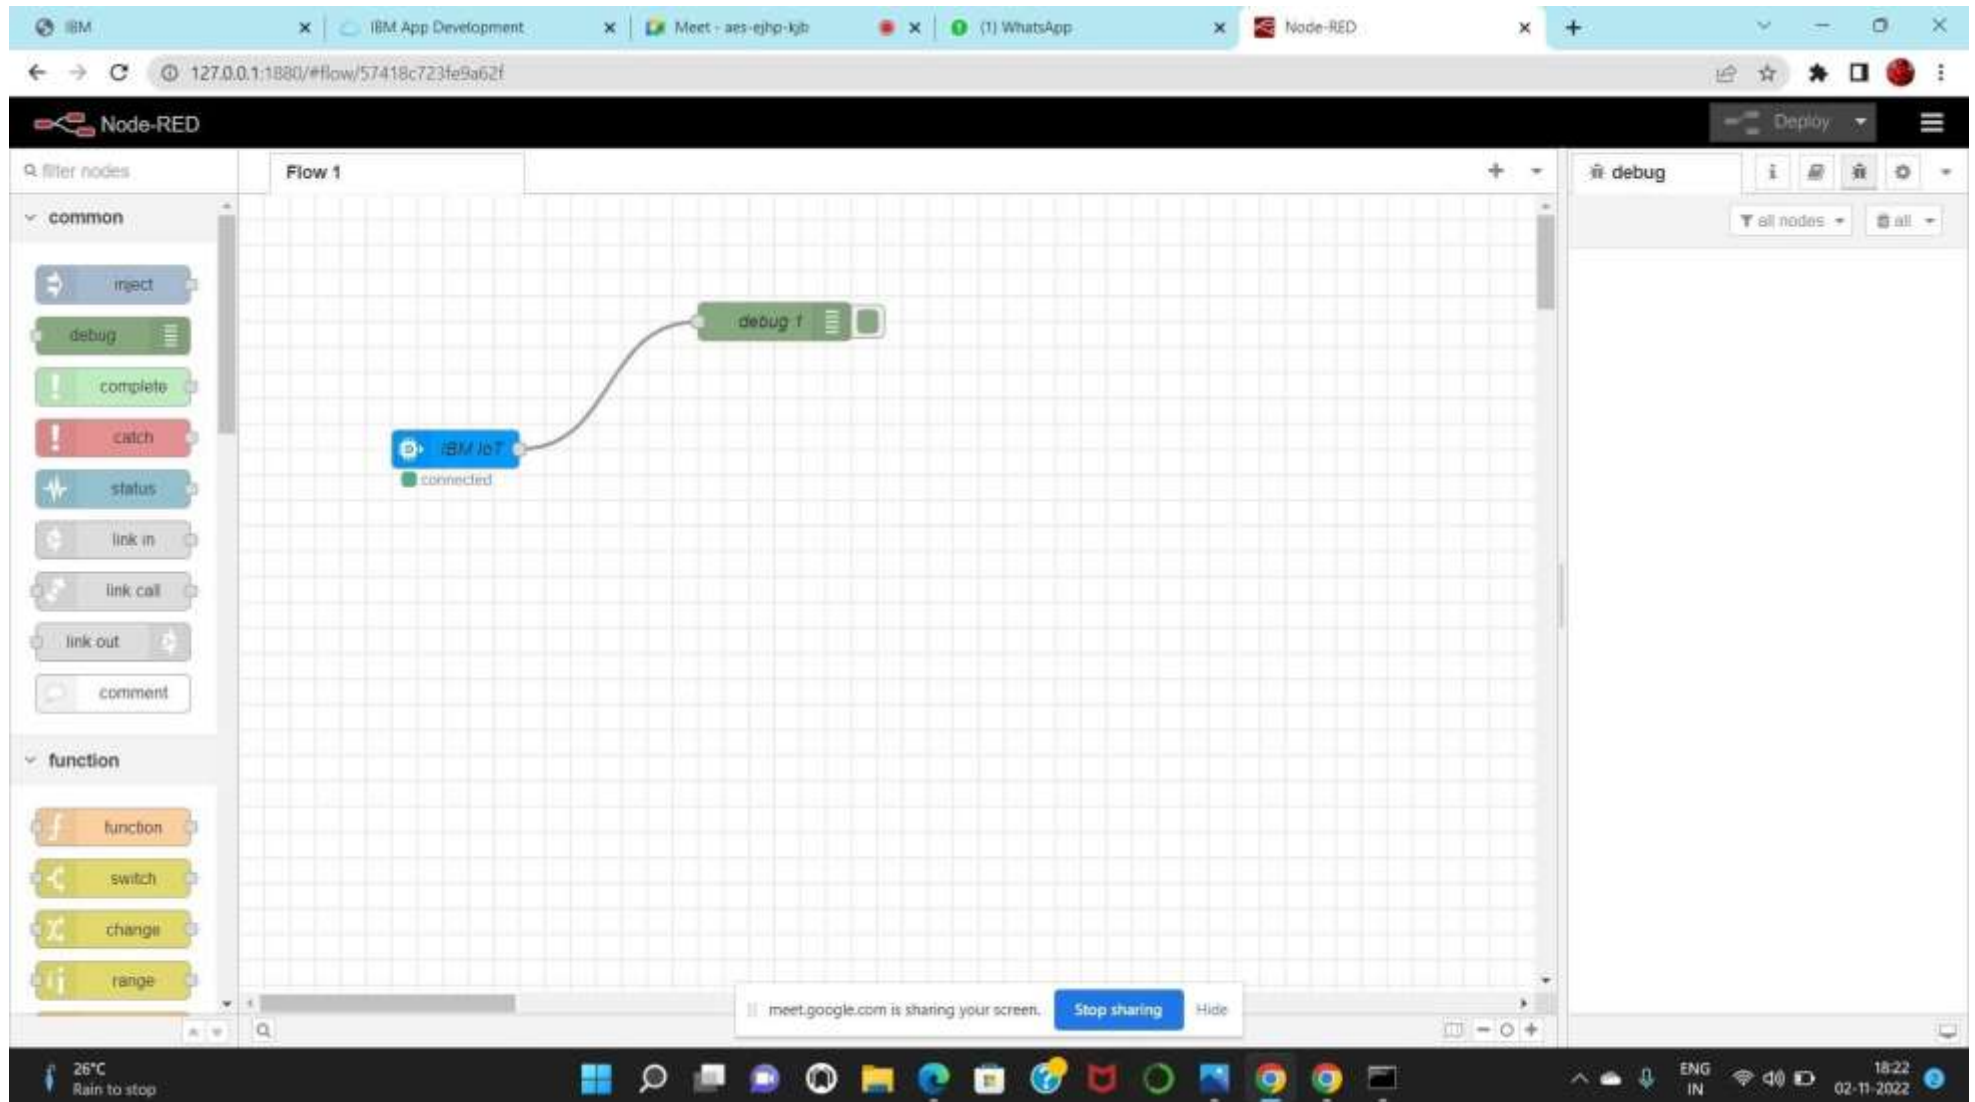 IBM
IBM App Development
Meet - aes-ejhp-kjb
(1) WhatsApp
Node-RED
127.0.0.1:1880/#flow/57418c723fe9a62f
Node-RED
Deploy
filter nodes
Flow 1
debug
i
common
all nodes
all
inject
debug
complete
catch
status
link in
link call
link out
comment
function
function
switch
change
range
debug 1
IBM IoT
connected
meet.google.com is sharing your screen.
Stop sharing
Hide
26°C
Rain to stop
ENG
IN
18:22
02-11-2022
2